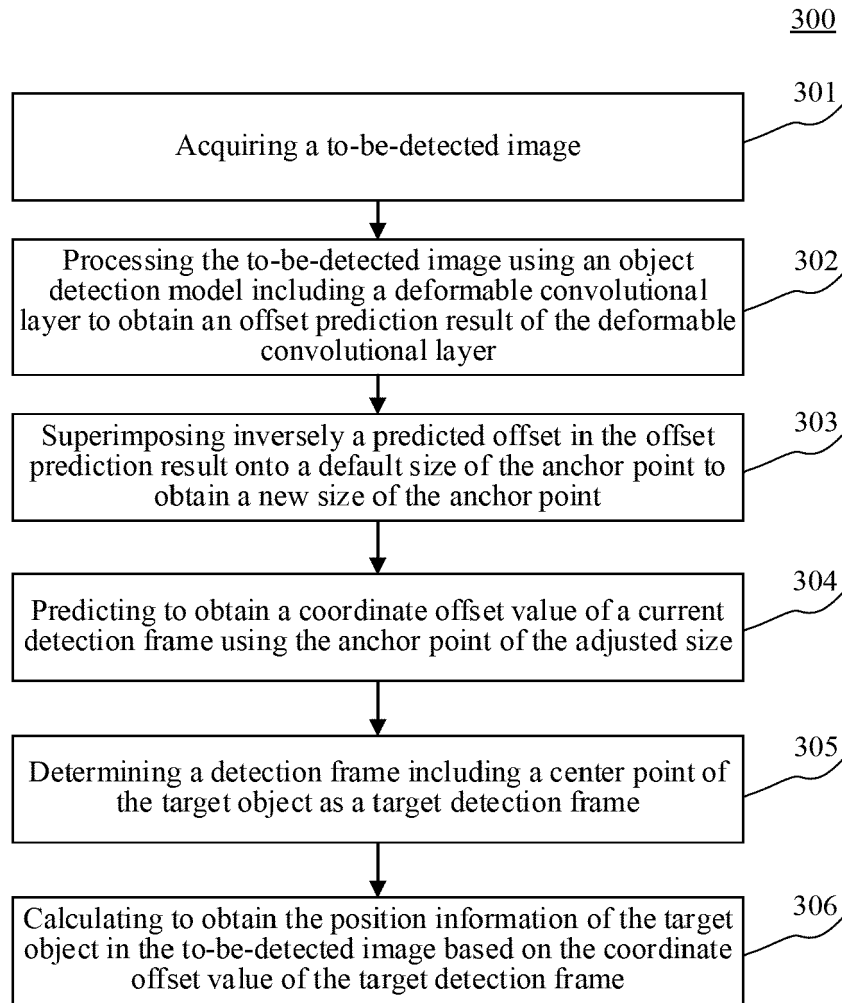 300
301
Acquiring a to-be-detected image
302
Processing the to-be-detected image using an object
detection model including a deformable convolutional
layer to obtain an offset prediction result of the deformable
convolutional layer
303
Superimposing inversely a predicted offset in the offset
prediction result onto a default size of the anchor point to
obtain a new size of the anchor point
304
Predicting to obtain a coordinate offset value of a current
detection frame using the anchor point of the adjusted size
305
Determining a detection frame including a center point of
the target object as a target detection frame
306
Calculating to obtain the position information of the target
object in the to-be-detected image based on the coordinate
offset value of the target detection frame